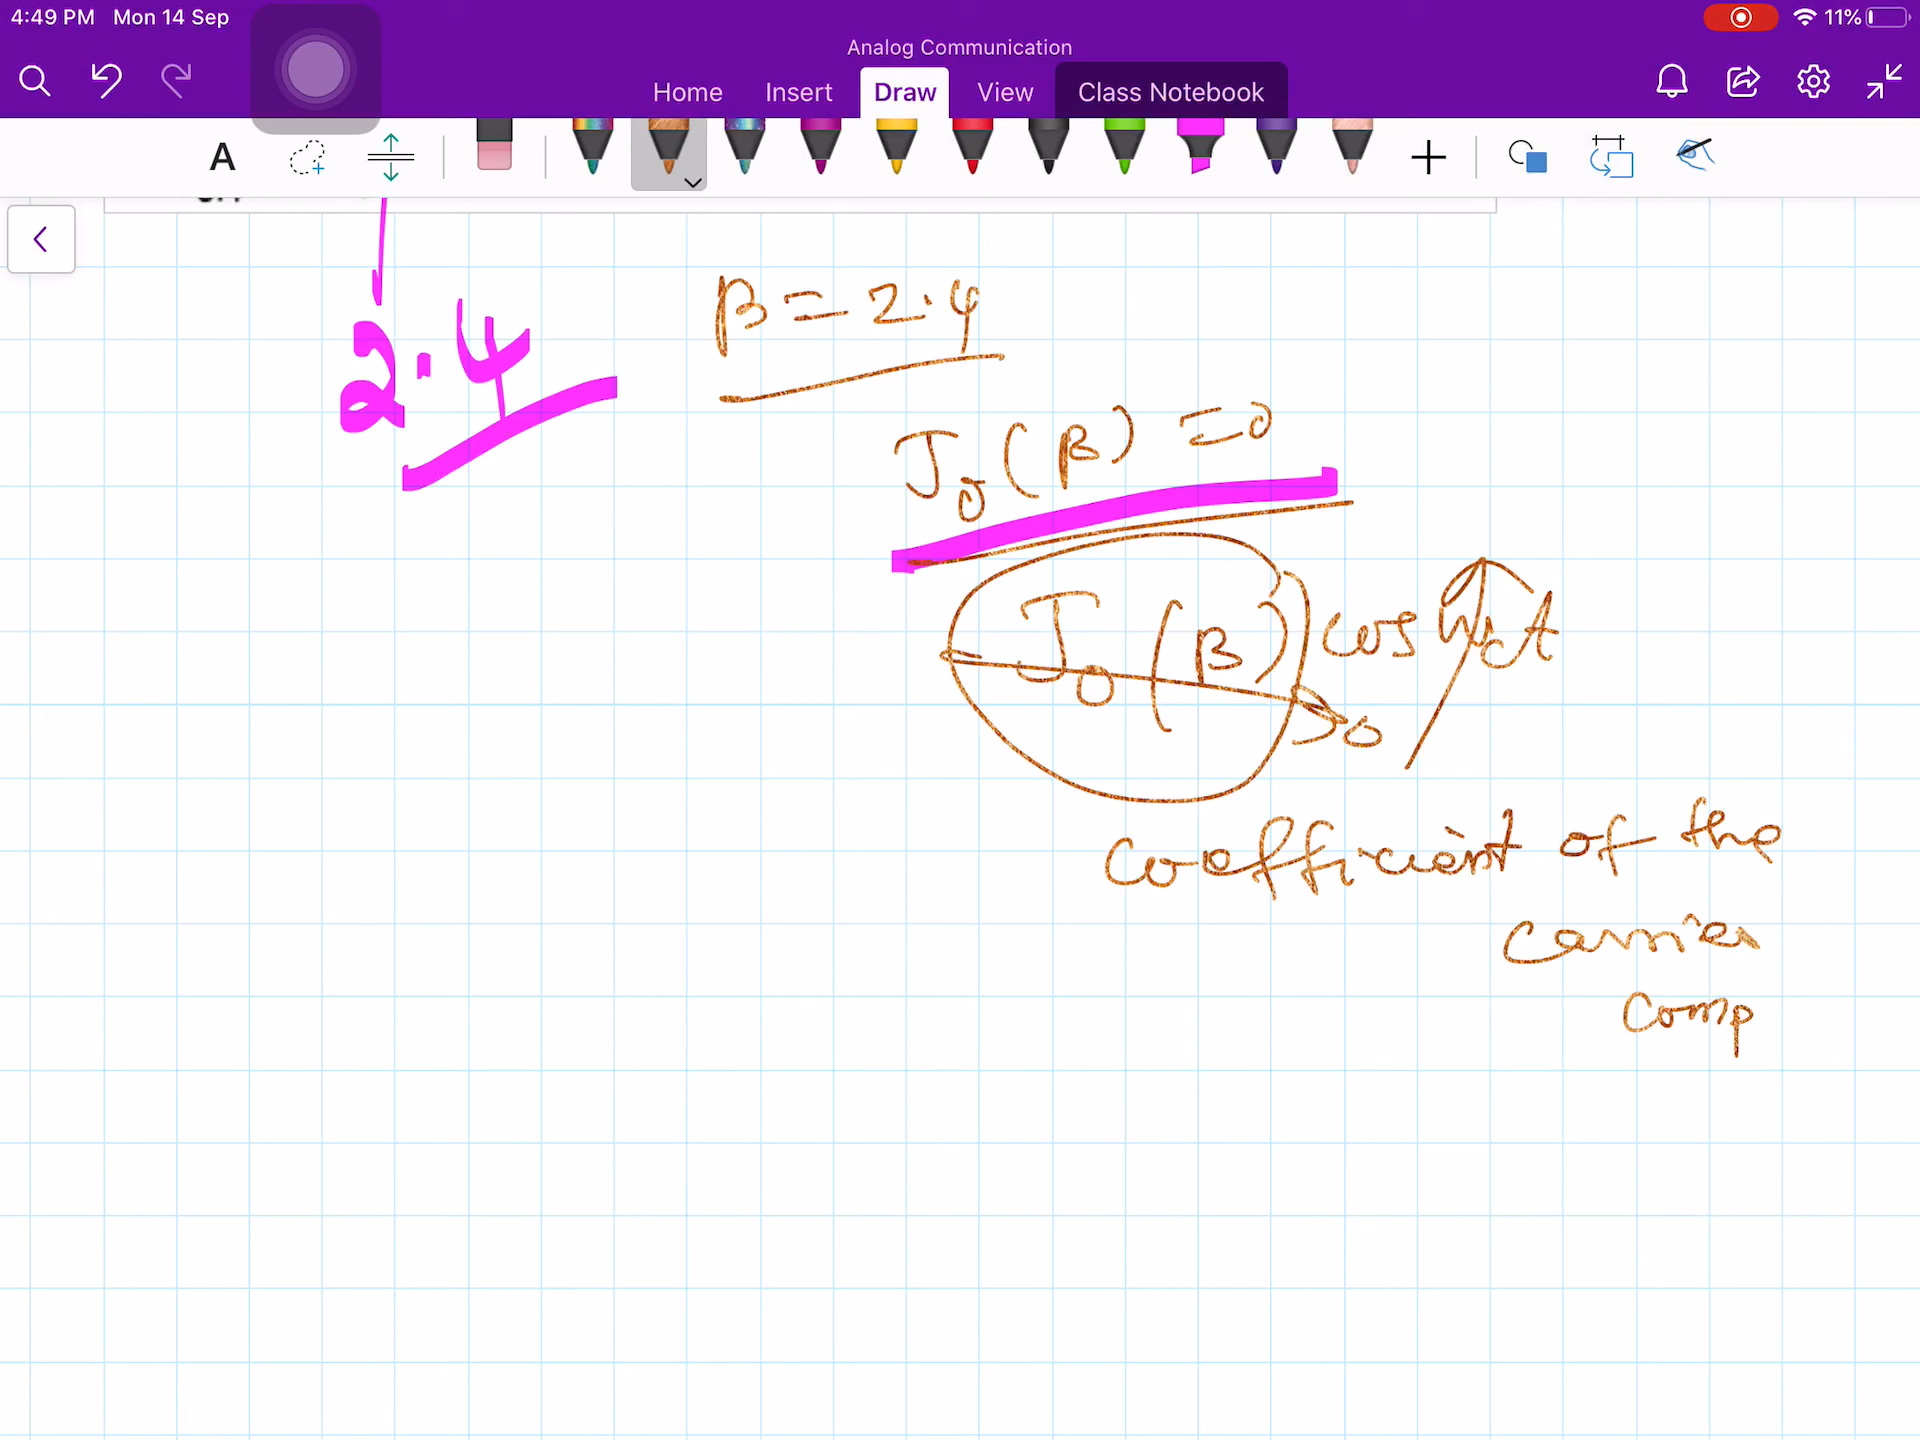 4:49 PM Mon 14 Sep 11%
Analog Communication
Home Insert Draw View Class Notebook
A
2.4
β = 2.4
J₀(β) = 0
J₀(β) cos ωct
0
coefficient of the
carrier
comp